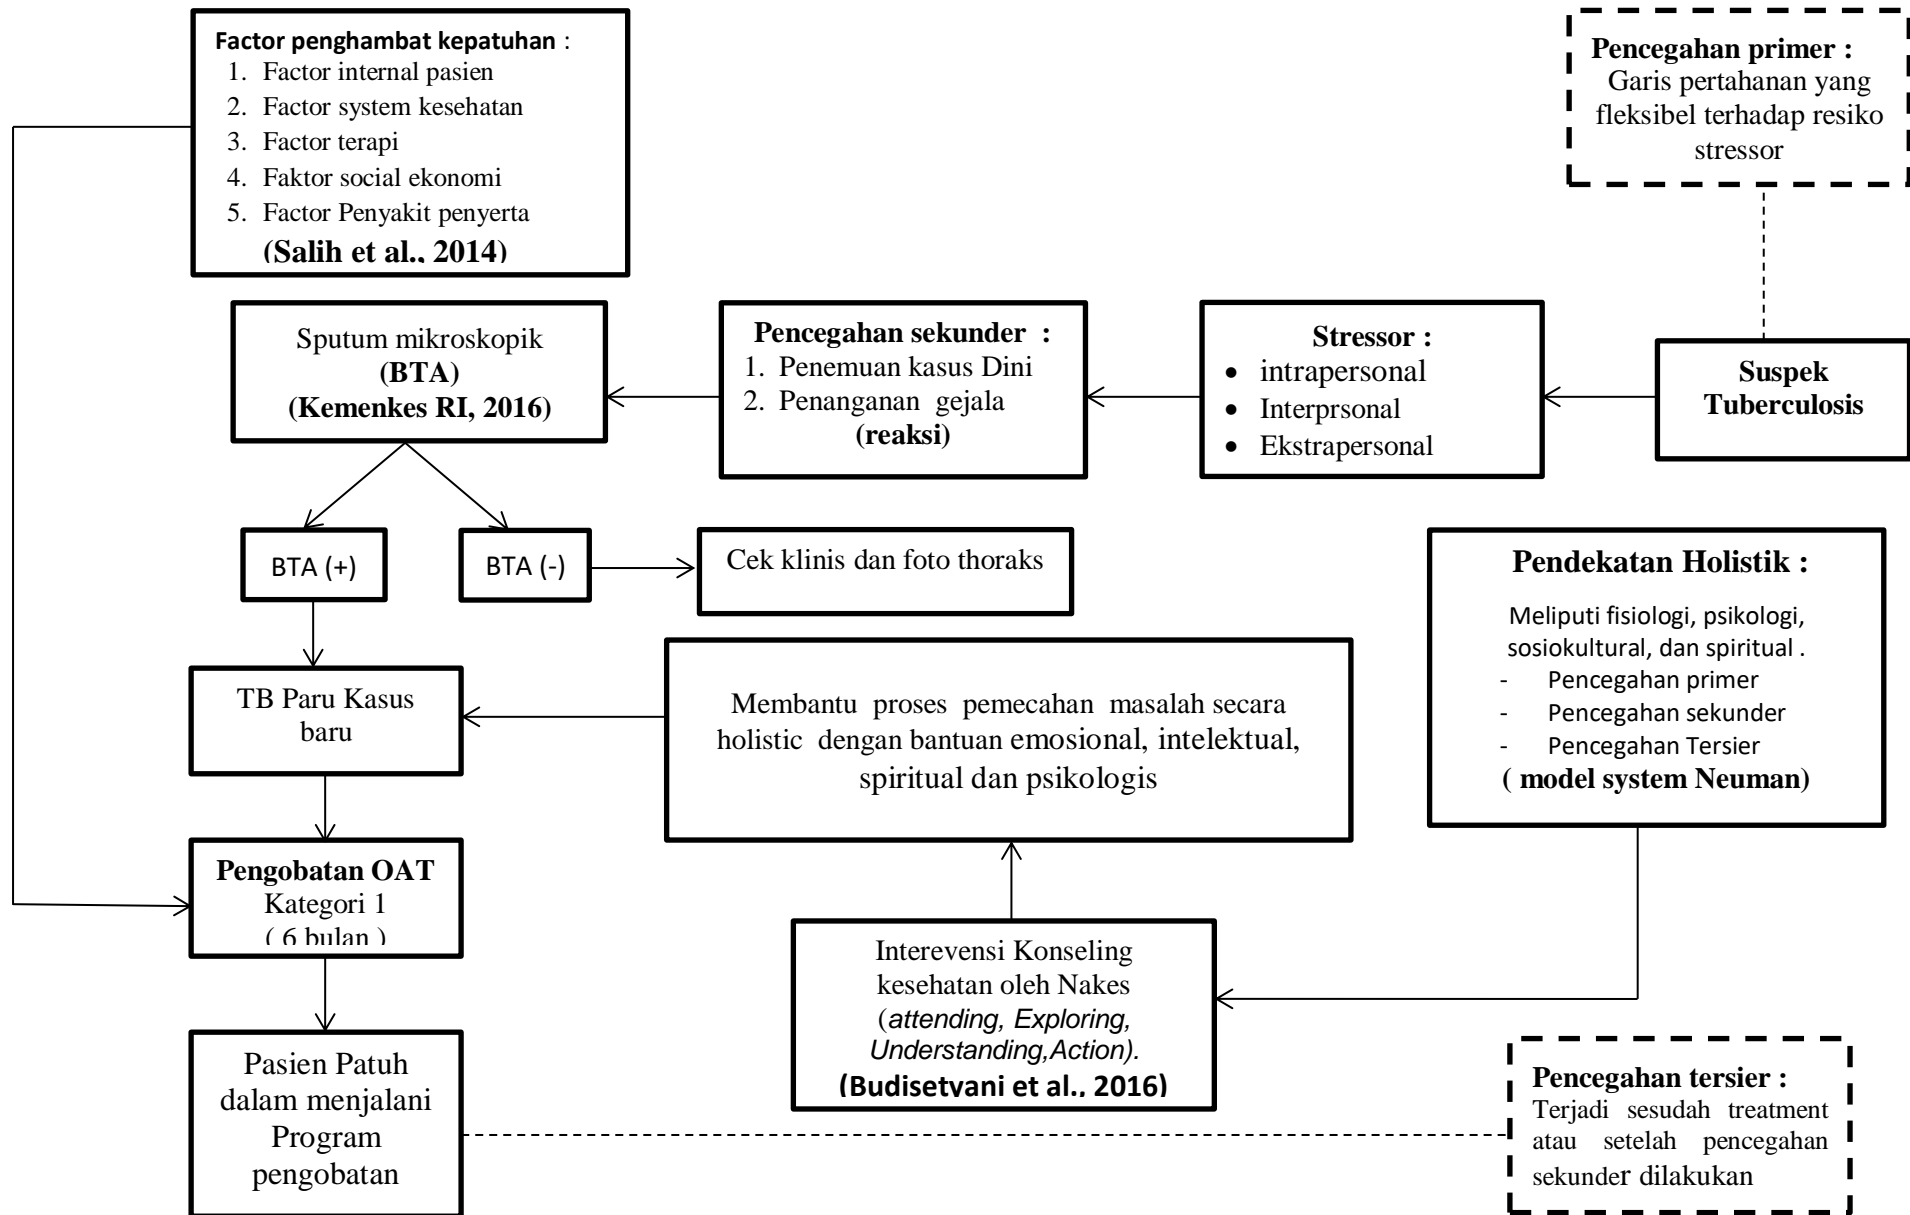 Factor penghambat kepatuhan :
1. Factor internal pasien
2. Factor system kesehatan
3. Factor terapi
4. Faktor social ekonomi
5. Factor Penyakit penyerta
(Salih et al., 2014)
Pencegahan primer :
Garis pertahanan yang
fleksibel terhadap resiko
stressor
Sputum mikroskopik
(BTA)
(Kemenkes RI, 2016)
Pencegahan sekunder :
1. Penemuan kasus Dini
2. Penanganan gejala
(reaksi)
Stressor :
• intrapersonal
• Interprsonal
• Ekstrapersonal
Suspek
Tuberculosis
BTA (+)
BTA (-)
Cek klinis dan foto thoraks
Pendekatan Holistik :
Meliputi fisiologi, psikologi,
sosiokultural, dan spiritual .
- Pencegahan primer
- Pencegahan sekunder
- Pencegahan Tersier
( model system Neuman)
TB Paru Kasus
baru
Membantu proses pemecahan masalah secara
holistic dengan bantuan emosional, intelektual,
spiritual dan psikologis
Pengobatan OAT
Kategori 1
( 6 bulan )
Interevensi Konseling
kesehatan oleh Nakes
(attending, Exploring,
Understanding,Action).
(Budisetyani et al., 2016)
Pasien Patuh
dalam menjalani
Program
pengobatan
Pencegahan tersier :
Terjadi sesudah treatment
atau setelah pencegahan
sekunder dilakukan